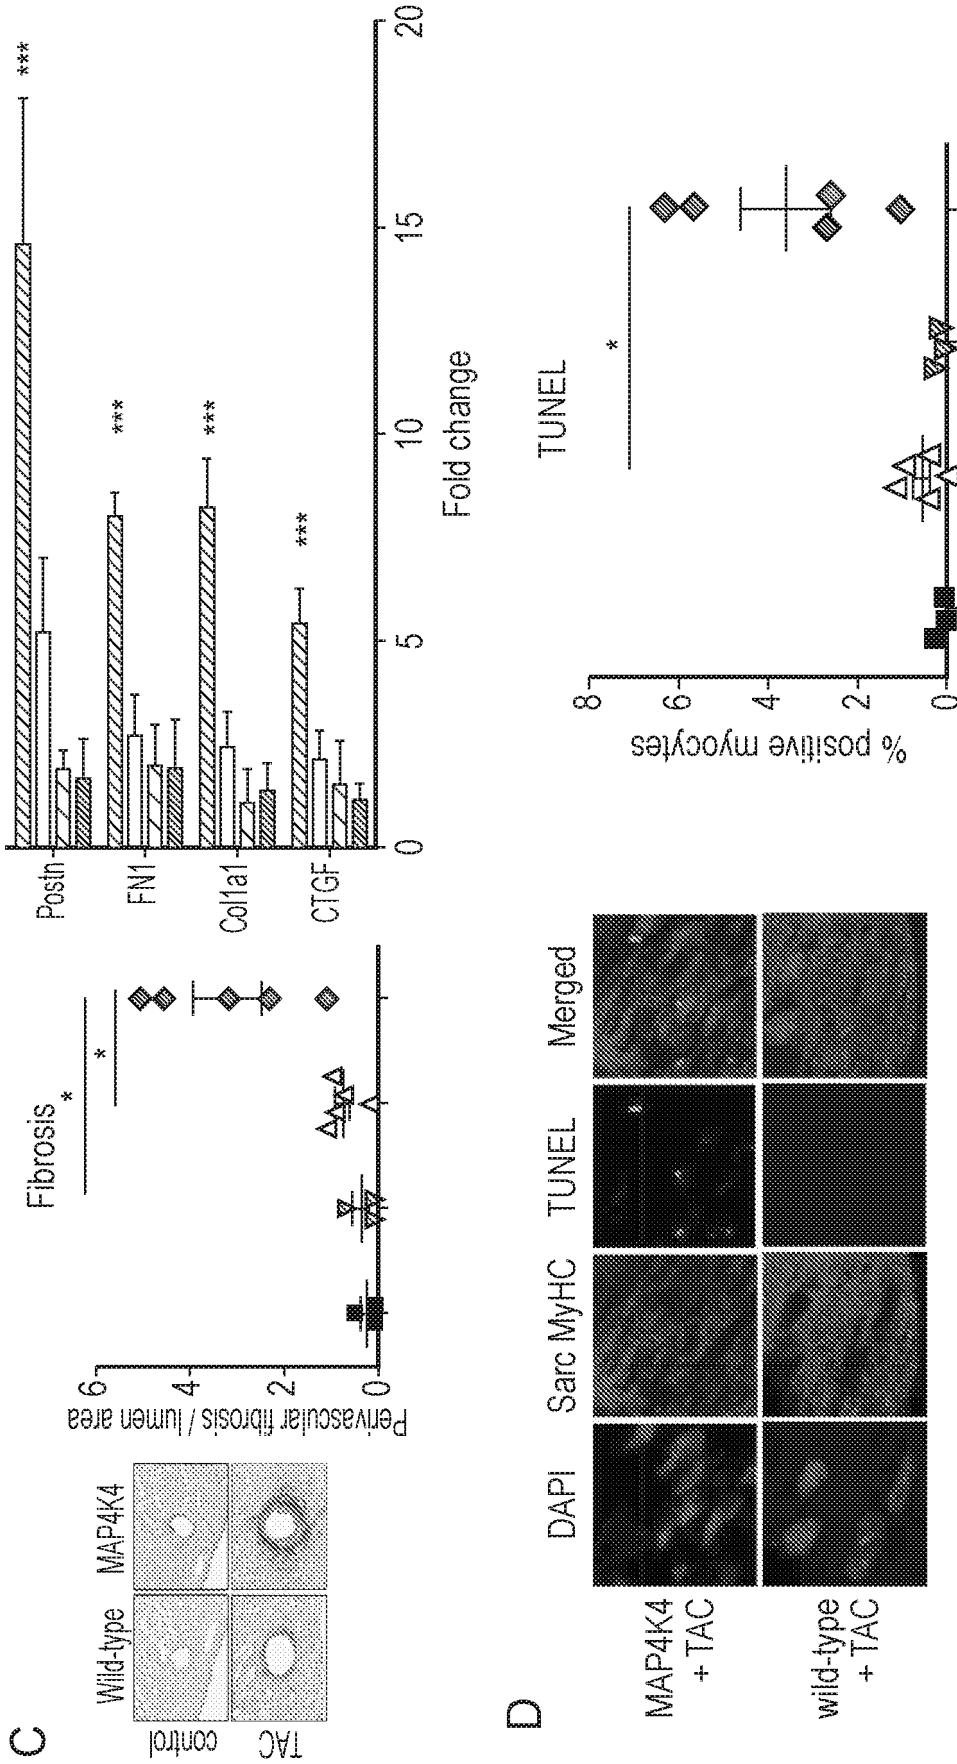 C
Wild-type
MAP4K4
control
TAC
Fibrosis
*
*
Perivascular fibrosis / lumen area
6
4
2
0
Postn
FN1
Col1a1
CTGF
***
***
***
***
0
5
10
15
20
Fold change
D
DAPI
Sarc MyHC
TUNEL
Merged
MAP4K4
+ TAC
wild-type
+ TAC
TUNEL
*
% positive myocytes
8
6
4
2
0